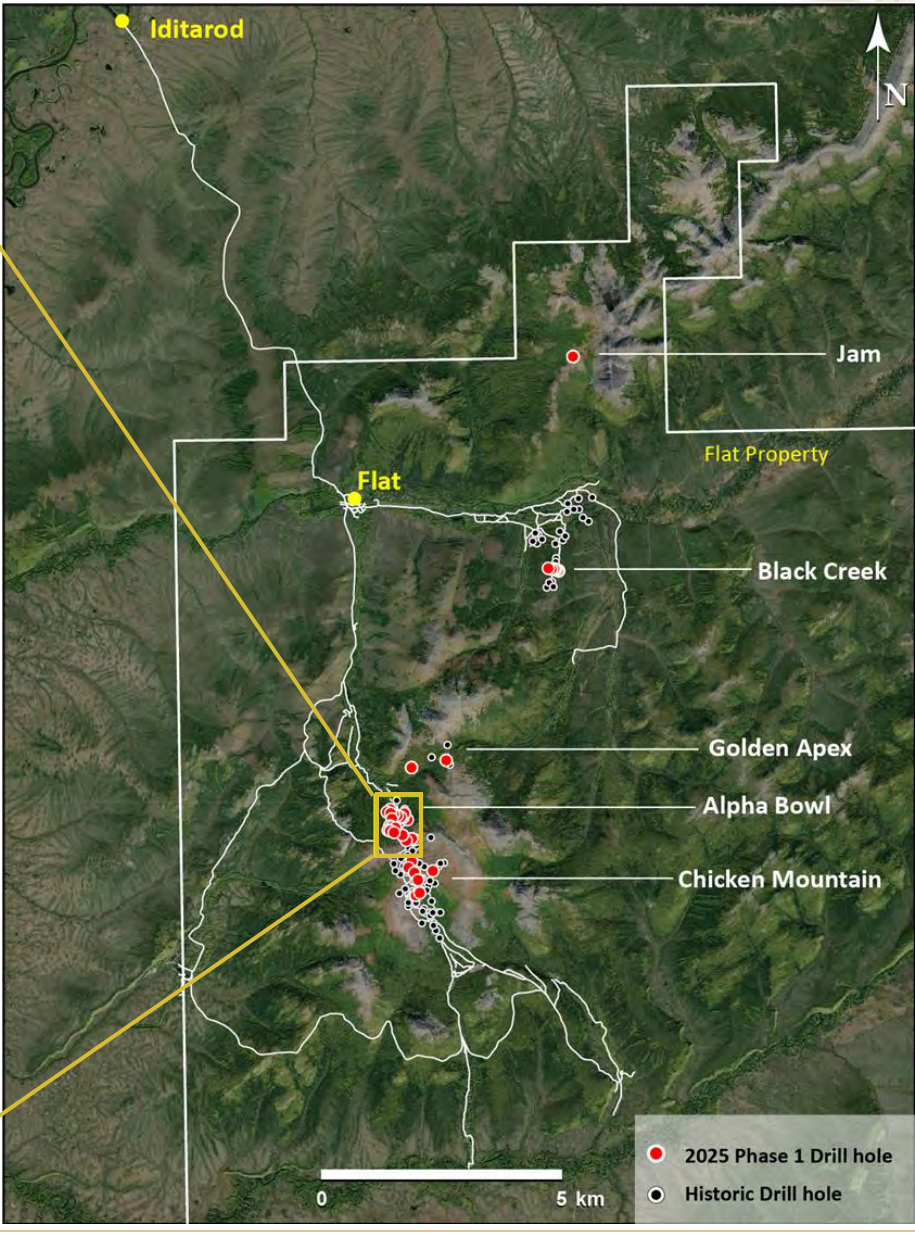 Iditarod
N
Jam
Flat Property
Flat
Black Creek
Golden Apex
Alpha Bowl
Chicken Mountain
2025 Phase 1 Drill hole
Historic Drill hole
0
5 km